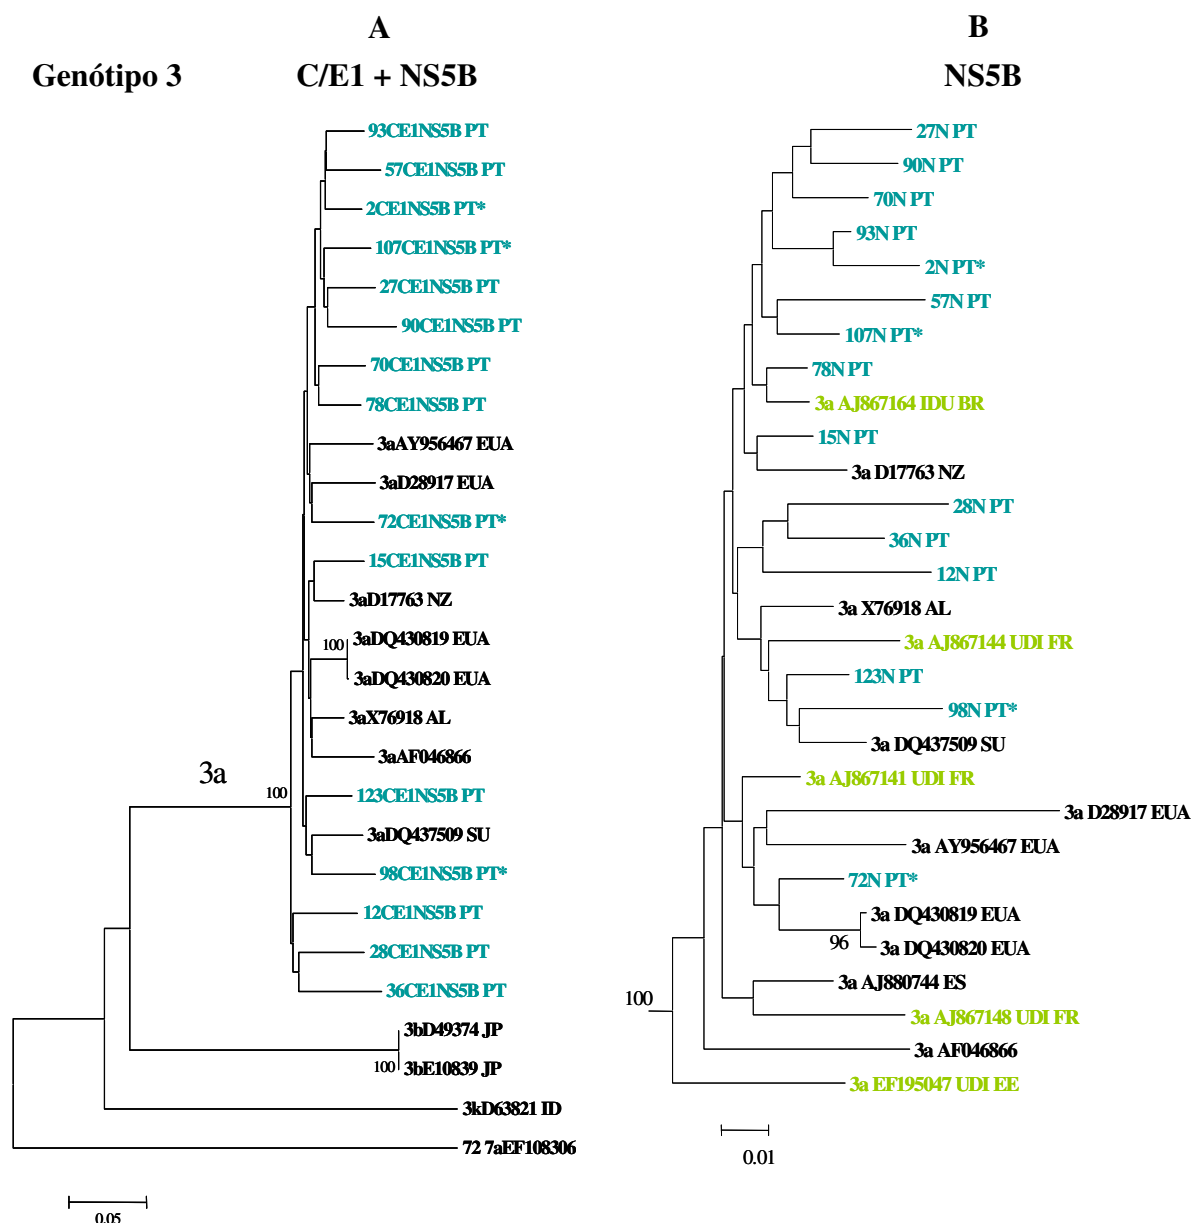 A
Genótipo 3
C/E1 + NS5B
93CE1NS5B PT
57CE1NS5B PT
2CE1NS5B PT*
107CE1NS5B PT*
27CE1NS5B PT
90CE1NS5B PT
70CE1NS5B PT
78CE1NS5B PT
3aAY956467 EUA
3aD28917 EUA
72CE1NS5B PT*
15CE1NS5B PT
3aD17763 NZ
3aDQ430819 EUA
100
3aDQ430820 EUA
3aX76918 AL
3aAF046866
3a
100
123CE1NS5B PT
3aDQ437509 SU
98CE1NS5B PT*
12CE1NS5B PT
28CE1NS5B PT
36CE1NS5B PT
3bD49374 JP
100
3bE10839 JP
3kD63821 ID
72 7aEF108306
0.05
B
NS5B
27N PT
90N PT
70N PT
93N PT
2N PT*
57N PT
107N PT*
78N PT
3a AJ867164 IDU BR
15N PT
3a D17763 NZ
28N PT
36N PT
12N PT
3a X76918 AL
3a AJ867144 UDI FR
123N PT
98N PT*
3a DQ437509 SU
3a AJ867141 UDI FR
3a D28917 EUA
3a AY956467 EUA
72N PT*
3a DQ430819 EUA
96
3a DQ430820 EUA
3a AJ880744 ES
100
3a AJ867148 UDI FR
3a AF046866
3a EF195047 UDI EE
0.01